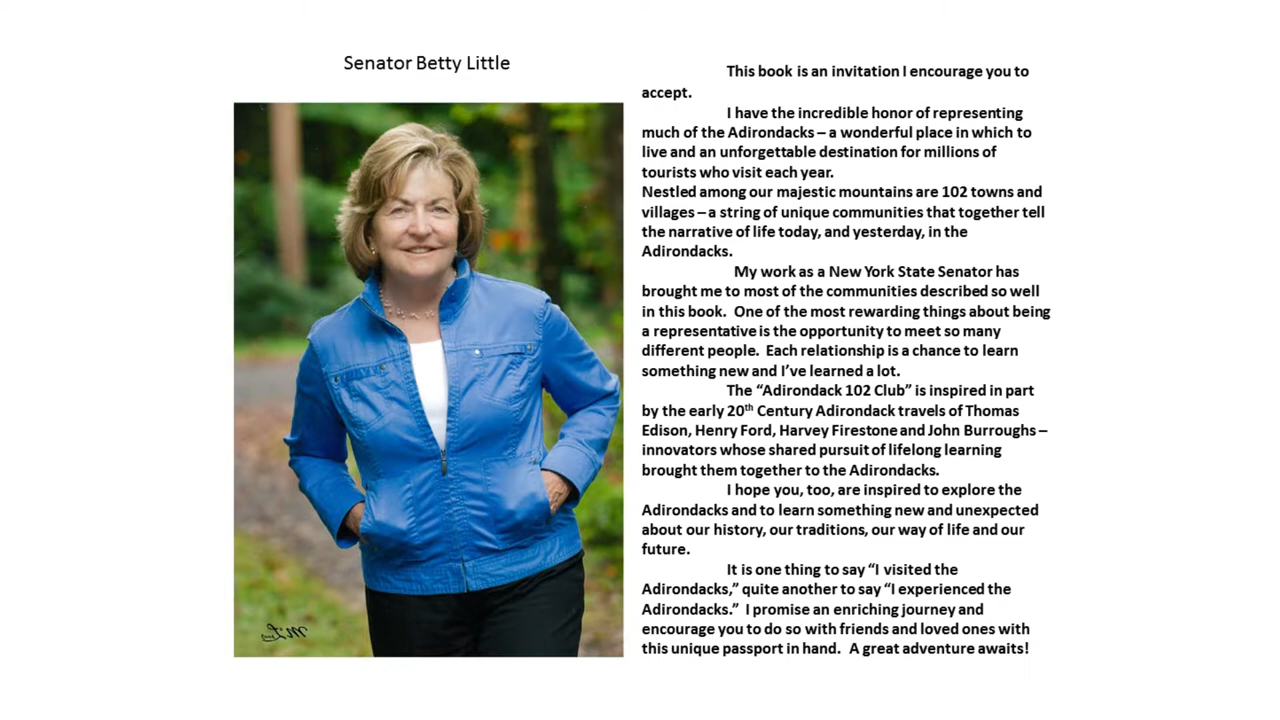 Senator Betty Little
This book is an invitation I encourage you to
accept.
I have the incredible honor of representing
much of the Adirondacks – a wonderful place in which to
live and an unforgettable destination for millions of
tourists who visit each year.
Nestled among our majestic mountains are 102 towns and
villages – a string of unique communities that together tell
the narrative of life today, and yesterday, in the
Adirondacks.
My work as a New York State Senator has
brought me to most of the communities described so well
in this book.  One of the most rewarding things about being
a representative is the opportunity to meet so many
different people.  Each relationship is a chance to learn
something new and I’ve learned a lot.
The “Adirondack 102 Club” is inspired in part
by the early 20th Century Adirondack travels of Thomas
Edison, Henry Ford, Harvey Firestone and John Burroughs –
innovators whose shared pursuit of lifelong learning
brought them together to the Adirondacks.
I hope you, too, are inspired to explore the
Adirondacks and to learn something new and unexpected
about our history, our traditions, our way of life and our
future.
It is one thing to say “I visited the
Adirondacks,” quite another to say “I experienced the
Adirondacks.”  I promise an enriching journey and
encourage you to do so with friends and loved ones with
this unique passport in hand.  A great adventure awaits!